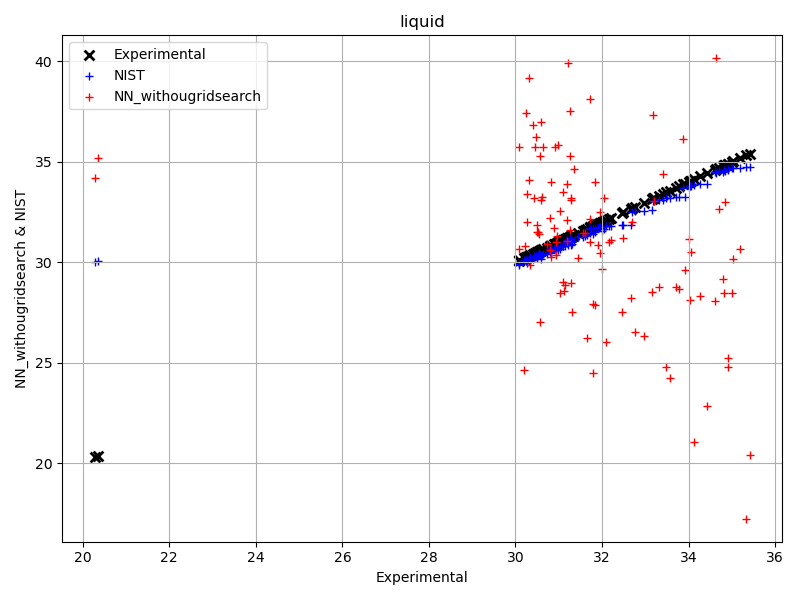 liquid
Experimental
NIST
NN_withougridsearch
NN_withougridsearch & NIST
40
35
30
25
20
20
22
24
26
28
30
32
34
36
Experimental